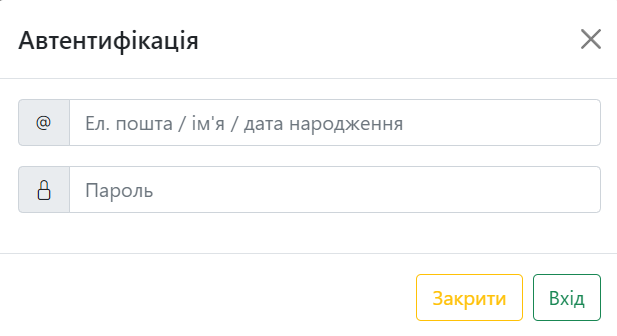 Автентифікація
@ Ел. пошта / ім'я / дата народження
Пароль
Закрити Вхід